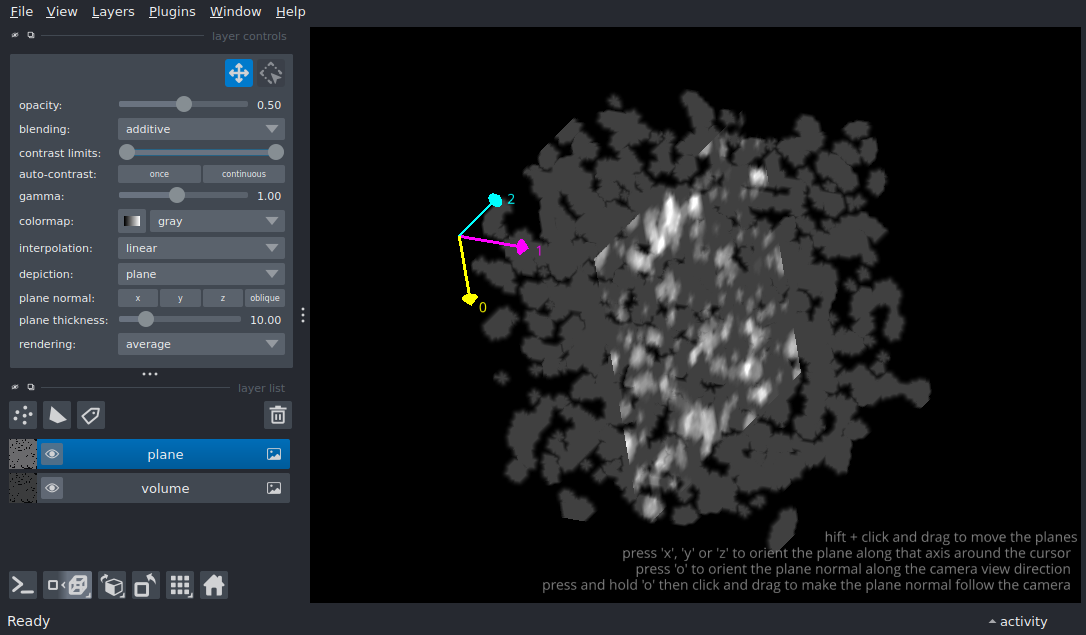 File View Layers Plugins Window Help
layer controls
opacity: 0.50
blending: additive
contrast limits:
auto-contrast: once continuous
gamma: 1.00
colormap: gray
interpolation: linear
depiction: plane
plane normal: x y z oblique
plane thickness: 10.00
rendering: average
layer list
plane
volume
2
1
0
hift + click and drag to move the planes
press 'x', 'y' or 'z' to orient the plane along that axis around the cursor
press 'o' to orient the plane normal along the camera view direction
press and hold 'o' then click and drag to make the plane normal follow the camera
Ready activity